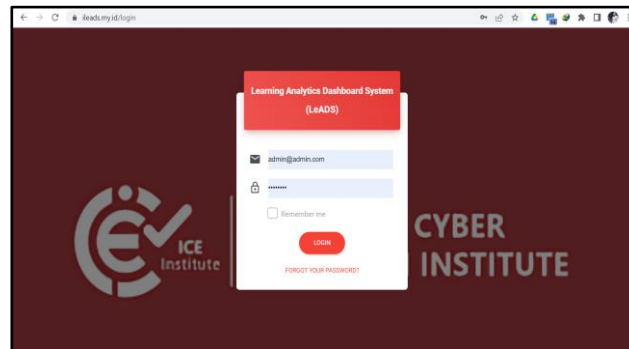 ileads.my.id/login
Learning Analytics Dashboard System
(LeADS)
admin@admin.com
••••••••
Remember me
LOGIN
FORGOT YOUR PASSWORD?
ICE
Institute
CYBER
INSTITUTE